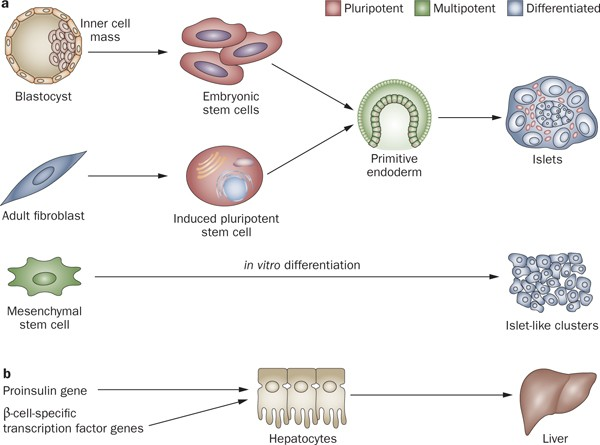 a
Inner cell
mass
Pluripotent
Multipotent
Differentiated
Blastocyst
Embryonic
stem cells
Primitive
endoderm
Islets
Adult fibroblast
Induced pluripotent
stem cell
in vitro differentiation
Mesenchymal
stem cell
Islet-like clusters
b
Proinsulin gene
β-cell-specific
transcription factor genes
Hepatocytes
Liver